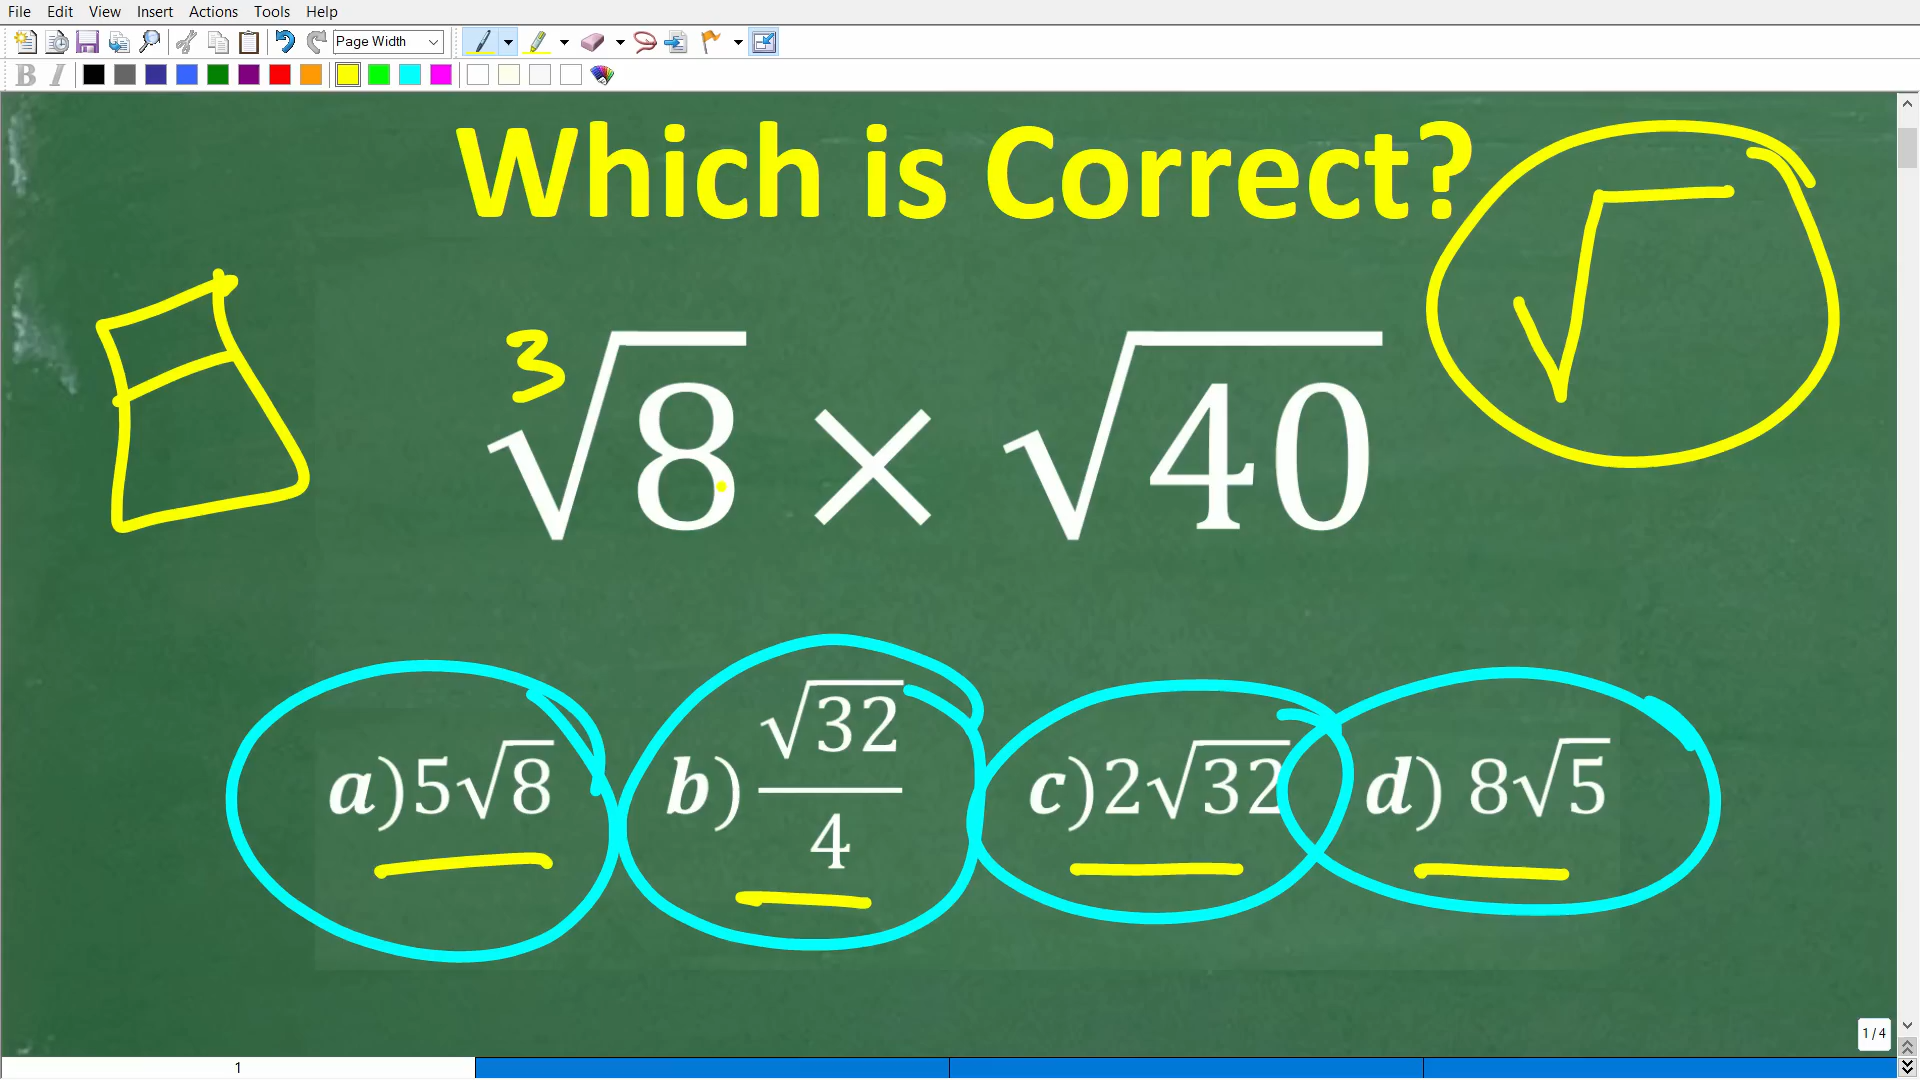 File Edit View Insert Actions Tools Help
Page Width
B I
Which is Correct?
³√8 × √40
√
a)5√8 b) √32/4 c)2√32 d) 8√5
1 / 4
1